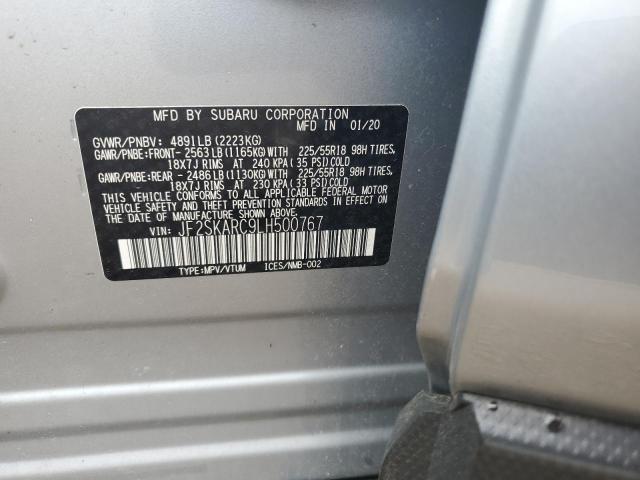 MFD BY SUBARU CORPORATION
MFD IN 01/20
GVWR/PNBV: 4891LB (2223KG)
GAWR/PNBE:FRONT- 2563LB (1165KG) WITH 225/55R18 98H TIRES,
18X7J RIMS AT 240 KPA (35 PSI) COLD
GAWR/PNBE:REAR - 2486LB (1130KG) WITH 225/55R18 98H TIRES,
18X7J RIMS AT 230 KPA (33 PSI) COLD
THIS VEHICLE CONFORMS TO ALL APPLICABLE FEDERAL MOTOR
VEHICLE SAFETY AND THEFT PREVENTION STANDARDS IN EFFECT ON THE
DATE OF MANUFACTURE SHOWN ABOVE.
VIN: JF2SKARC9LH500767
TYPE:MPV/VTUM ICES/NMB-002